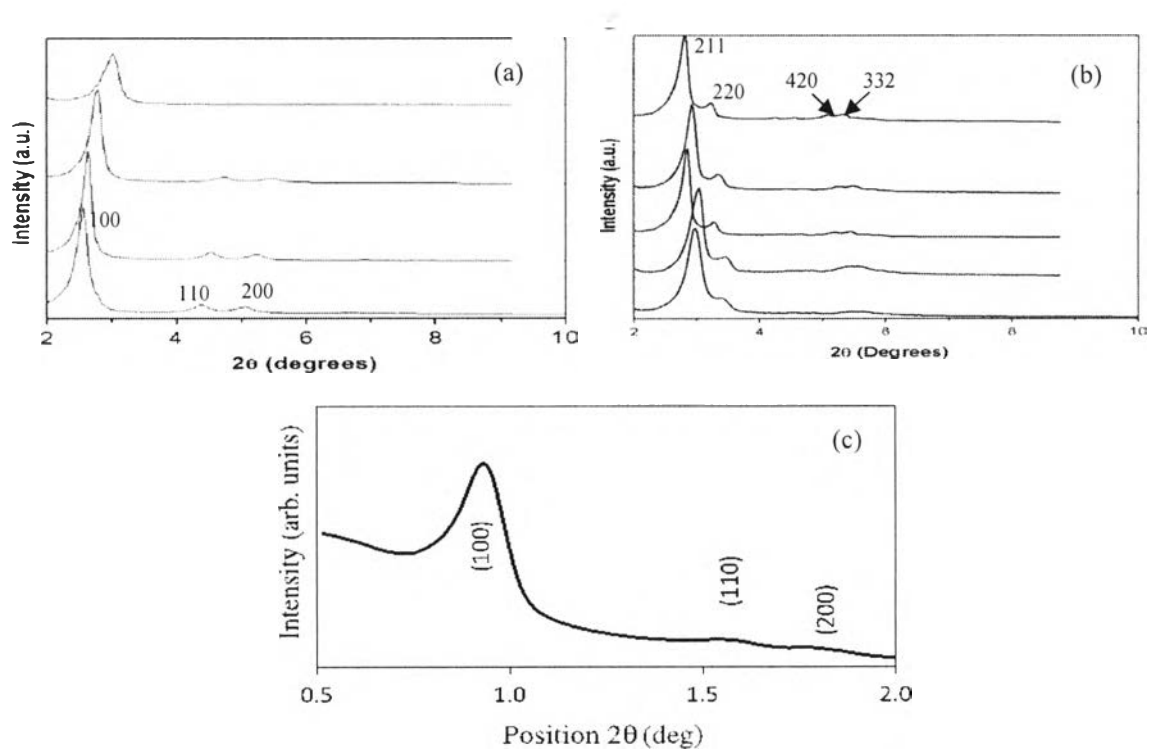 (a)
Intensity (a.u.)
100
110
200
2
4
6
8
10
2θ (degrees)
(b)
Intensity (a.u.)
211
220
420
332
2
4
6
8
10
2θ (Degrees)
(c)
Intensity (arb. units)
(100)
(110)
(200)
0.5
1.0
1.5
2.0
Position 2θ (deg)